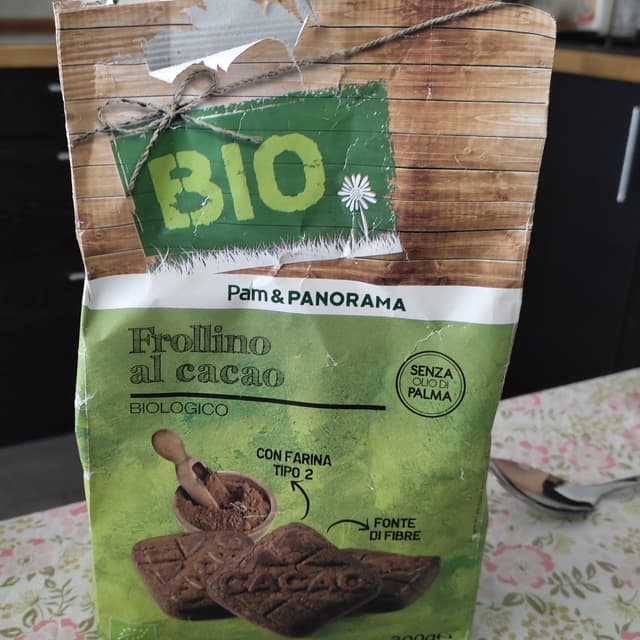 BIO
Pam & PANORAMA
Frollino
al cacao
BIOLOGICO
SENZA
OLIO DI
PALMA
CON FARINA
TIPO 2
FONTE
DI FIBRE
CACAO